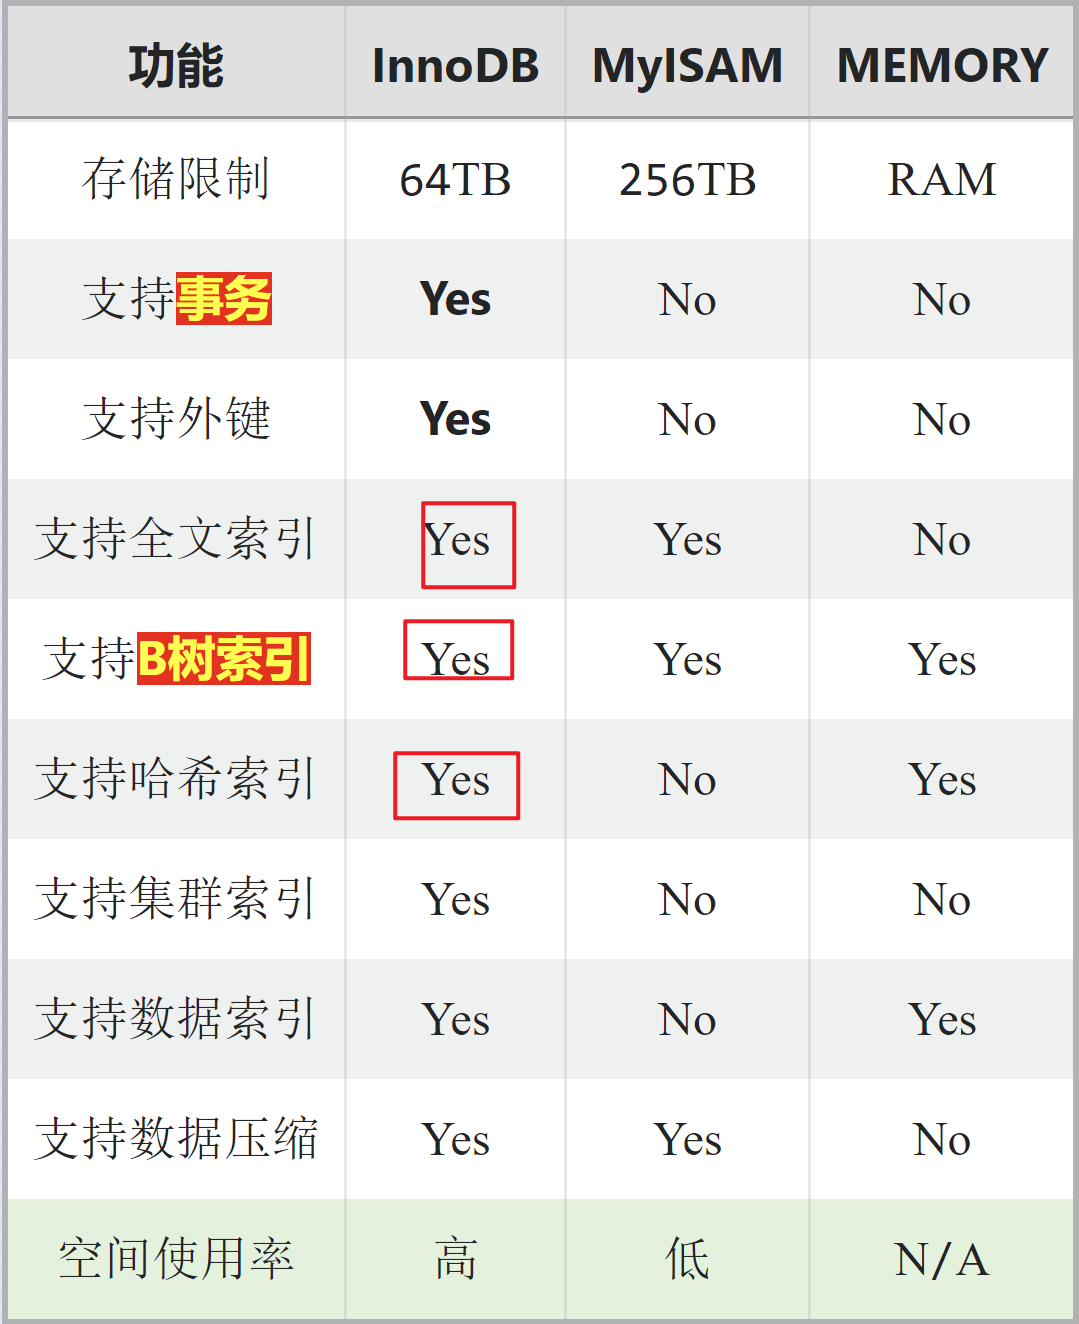 功能 InnoDB MyISAM MEMORY
存储限制 64TB 256TB RAM
支持事务 Yes No No
支持外键 Yes No No
支持全文索引 Yes Yes No
支持B树索引 Yes Yes Yes
支持哈希索引 Yes No Yes
支持集群索引 Yes No No
支持数据索引 Yes No Yes
支持数据压缩 Yes Yes No
空间使用率 高 低 N/A